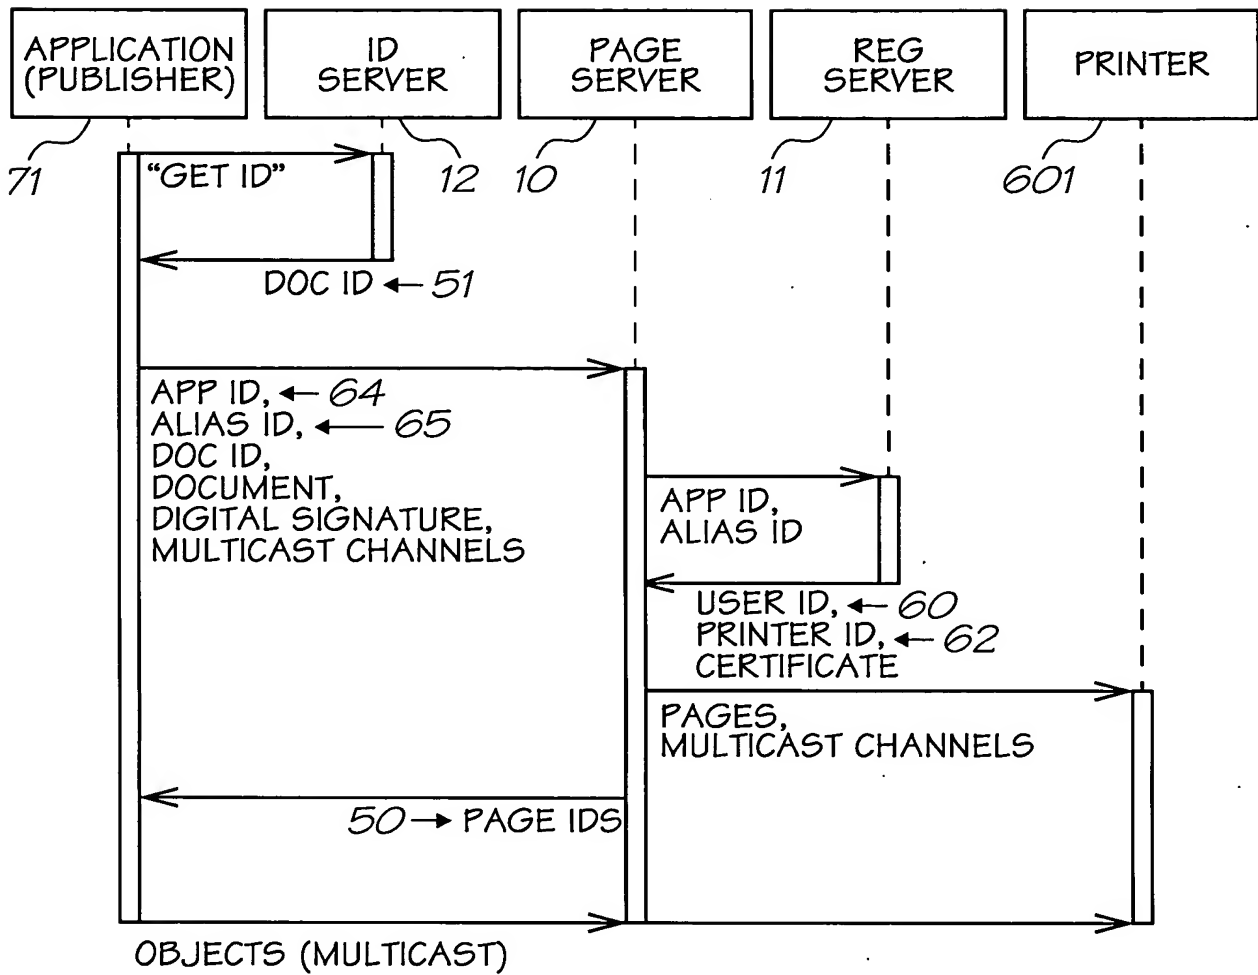 APPLICATION
(PUBLISHER)
ID
SERVER
PAGE
SERVER
REG
SERVER
PRINTER
71
12
10
11
601
"GET ID"
DOC ID ← 51
APP ID, ← 64
ALIAS ID, ← 65
DOC ID,
DOCUMENT,
DIGITAL SIGNATURE,
MULTICAST CHANNELS
APP ID,
ALIAS ID
USER ID, ← 60
PRINTER ID, ← 62
CERTIFICATE
PAGES,
MULTICAST CHANNELS
50 → PAGE IDS
OBJECTS (MULTICAST)